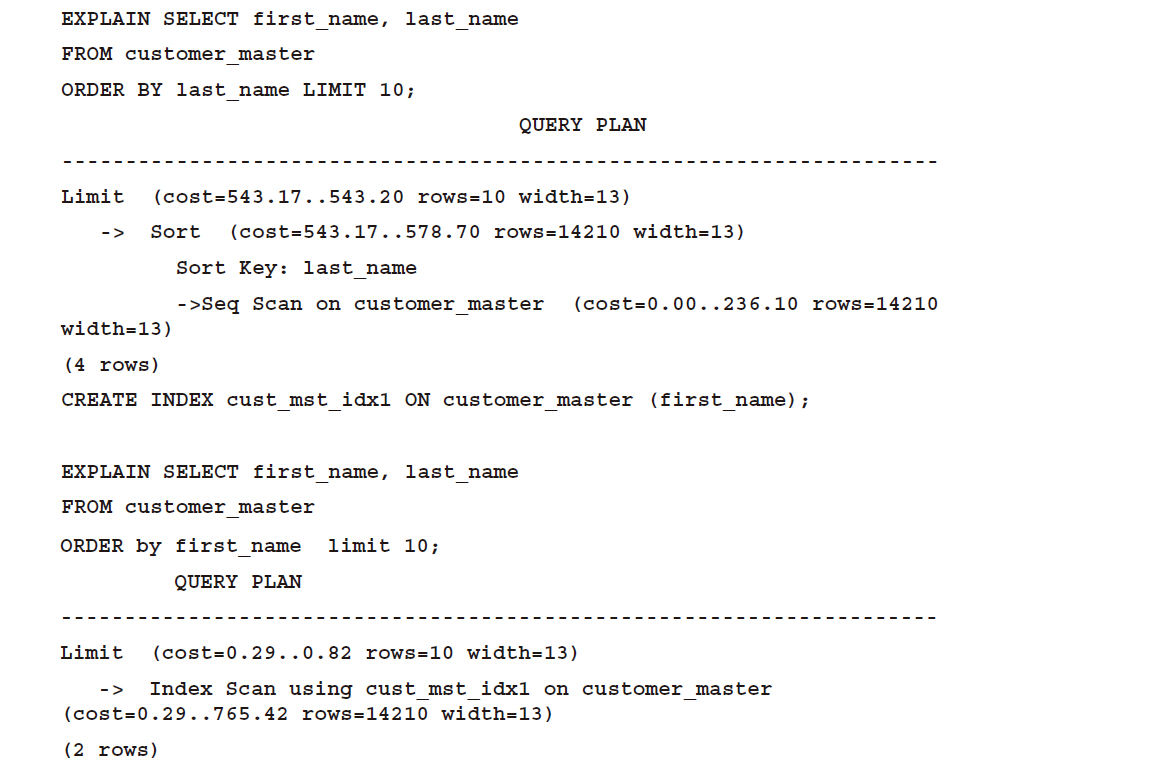 EXPLAIN SELECT first_name, last_name
FROM customer_master
ORDER BY last_name LIMIT 10;
QUERY PLAN
---------------------------------------------------------------------
Limit  (cost=543.17..543.20 rows=10 width=13)
   ->  Sort  (cost=543.17..578.70 rows=14210 width=13)
         Sort Key: last_name
         ->Seq Scan on customer_master  (cost=0.00..236.10 rows=14210
width=13)
(4 rows)
CREATE INDEX cust_mst_idx1 ON customer_master (first_name);
EXPLAIN SELECT first_name, last_name
FROM customer_master
ORDER by first_name  limit 10;
QUERY PLAN
---------------------------------------------------------------------
Limit  (cost=0.29..0.82 rows=10 width=13)
   ->  Index Scan using cust_mst_idx1 on customer_master
(cost=0.29..765.42 rows=14210 width=13)
(2 rows)